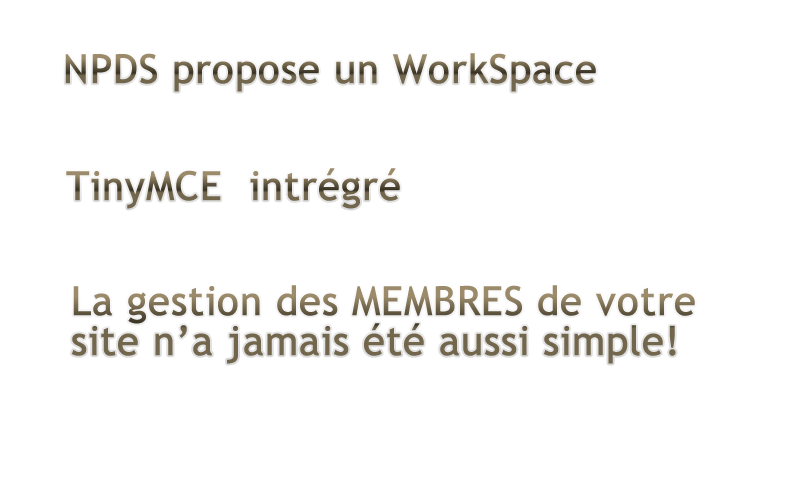 NPDS propose un WorkSpace
TinyMCE intrégré
La gestion des MEMBRES de votre
site n’a jamais été aussi simple!